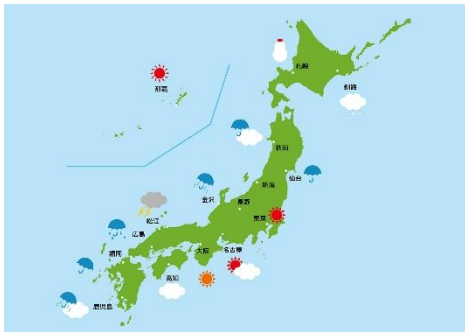 札幌
釧路
那覇
秋田
仙台
新潟
金沢
長野
東京
松江
広島
福岡
大阪
名古屋
高知
鹿児島